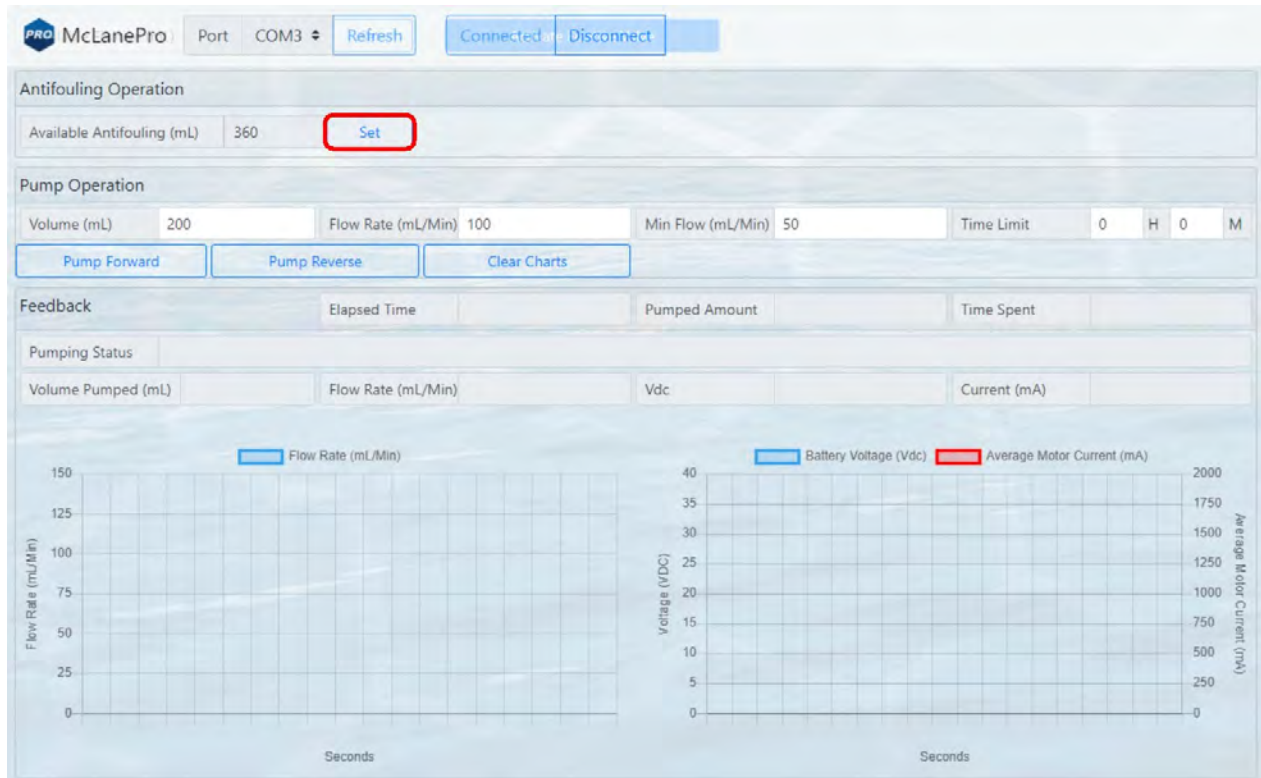 PRO McLanePro Port COM3 Refresh Connected Disconnect
Antifouling Operation
Available Antifouling (mL) 360 Set
Pump Operation
Volume (mL) 200 Flow Rate (mL/Min) 100 Min Flow (mL/Min) 50 Time Limit 0 H 0 M
Pump Forward Pump Reverse Clear Charts
Feedback Elapsed Time Pumped Amount Time Spent
Pumping Status
Volume Pumped (mL) Flow Rate (mL/Min) Vdc Current (mA)
Flow Rate (mL/Min)
150
125
100
75
50
25
0
Flow Rate (mL/Min)
Seconds
Battery Voltage (Vdc) Average Motor Current (mA)
40
35
30
25
20
15
10
5
0
Voltage (VDC)
2000
1750
1500
1250
1000
750
500
250
0
Average Motor Current (mA)
Seconds